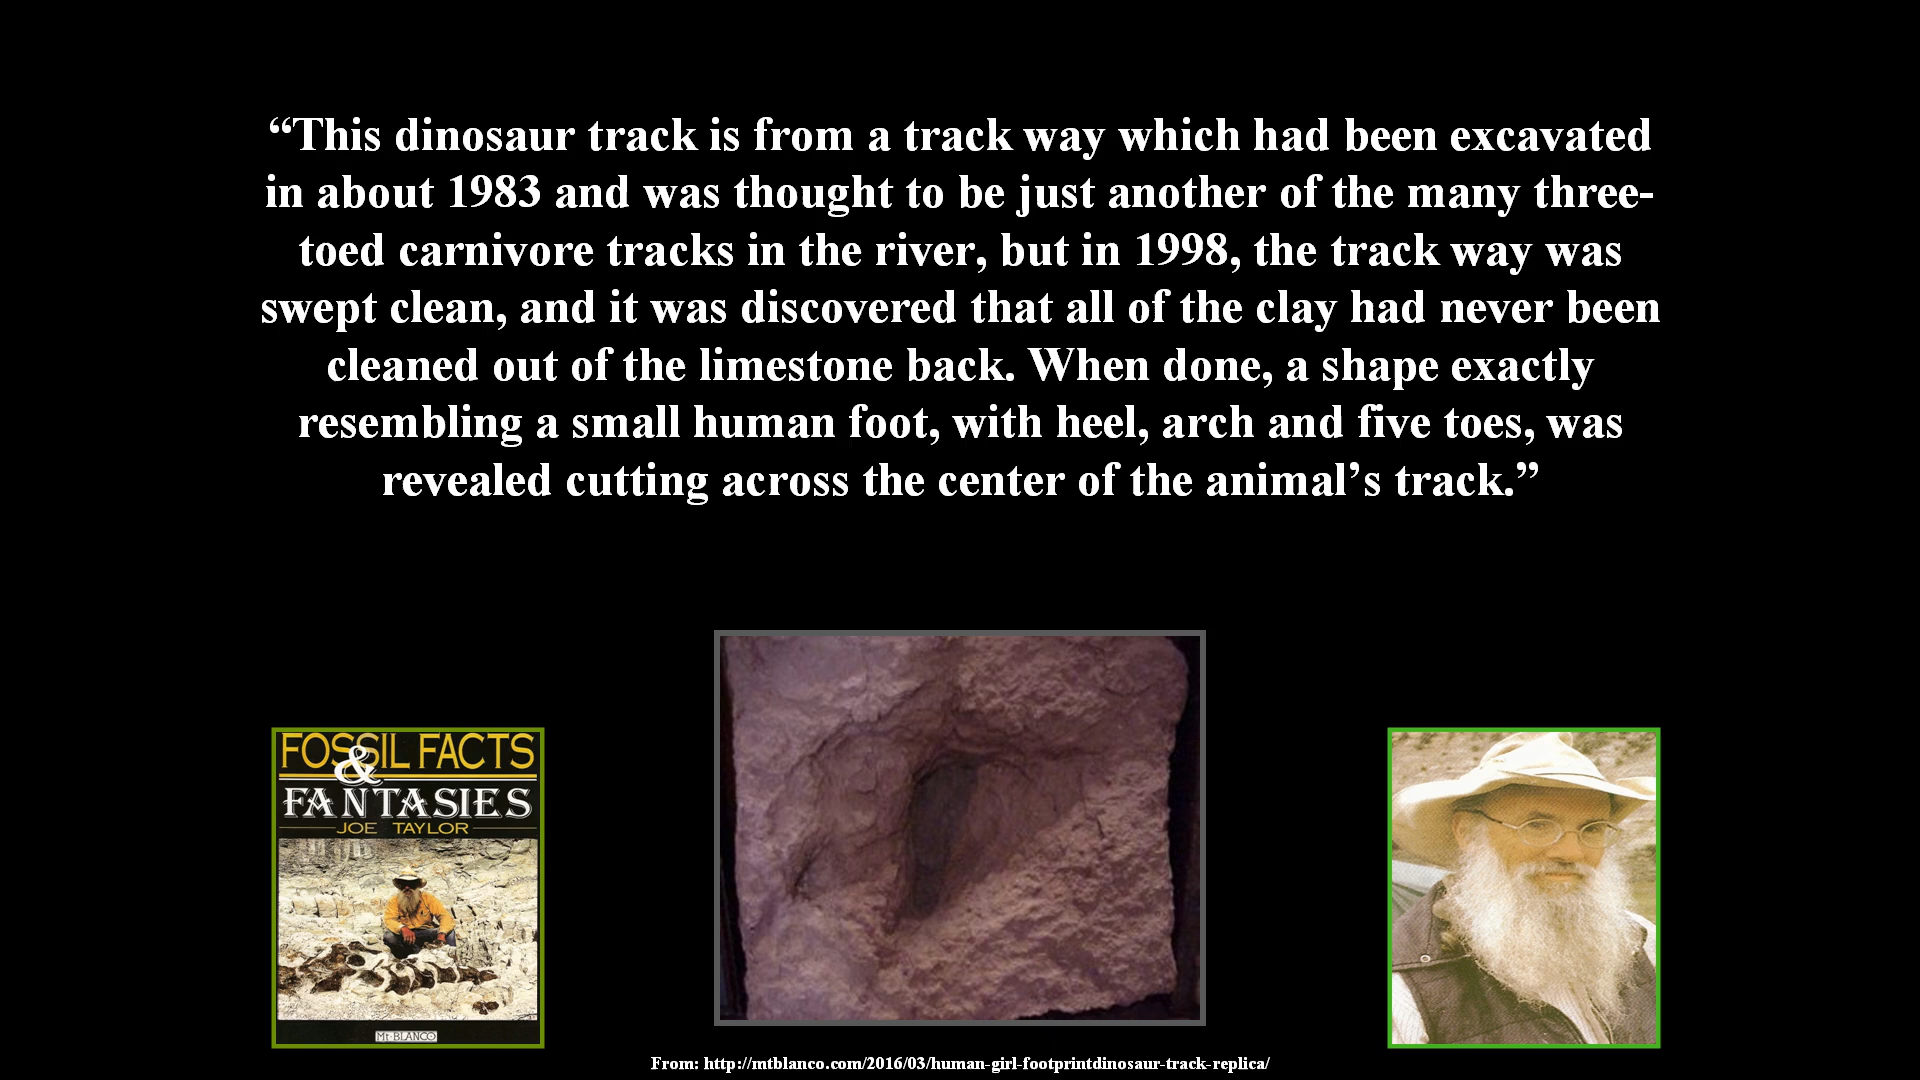 “This dinosaur track is from a track way which had been excavated
in about 1983 and was thought to be just another of the many three-
toed carnivore tracks in the river, but in 1998, the track way was
swept clean, and it was discovered that all of the clay had never been
cleaned out of the limestone back. When done, a shape exactly
resembling a small human foot, with heel, arch and five toes, was
revealed cutting across the center of the animal’s track.”
FOSSIL FACTS
&
FANTASIES
JOE TAYLOR
Mt. BLANCO
From: http://mtblanco.com/2016/03/human-girl-footprintdinosaur-track-replica/